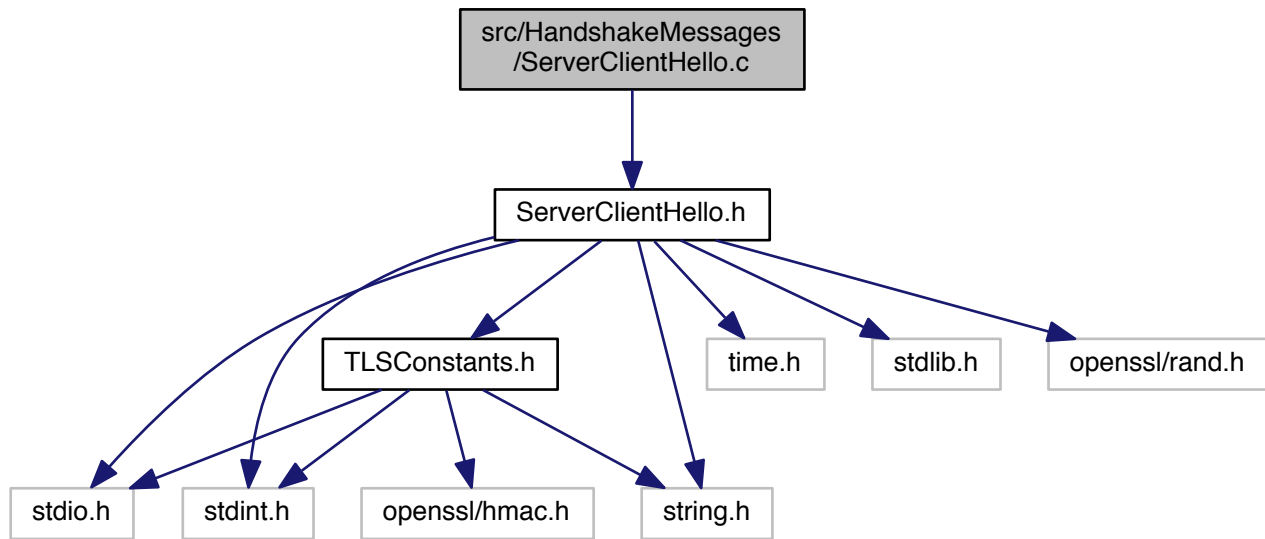 src/HandshakeMessages
/ServerClientHello.c
ServerClientHello.h
TLSConstants.h
time.h
stdlib.h
openssl/rand.h
stdio.h
stdint.h
openssl/hmac.h
string.h